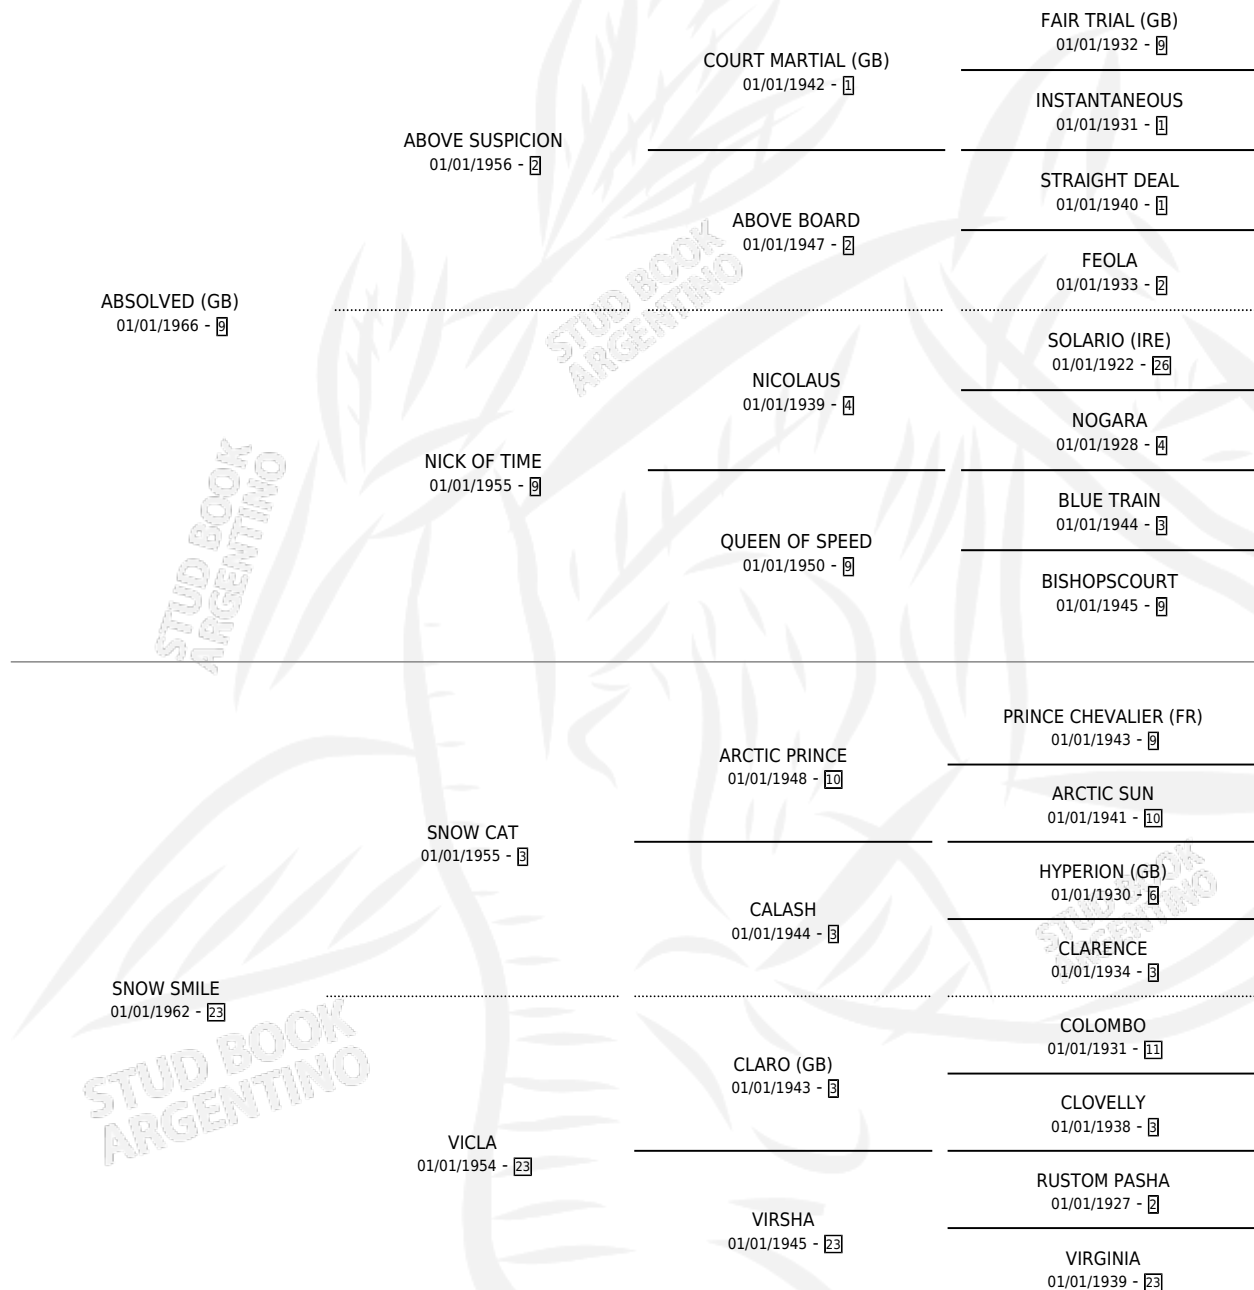 FAIR TRIAL (GB)
01/01/1932 - 9
COURT MARTIAL (GB)
01/01/1942 - 1
INSTANTANEOUS
01/01/1931 - 1
ABOVE SUSPICION
01/01/1956 - 2
STRAIGHT DEAL
01/01/1940 - 1
ABOVE BOARD
01/01/1947 - 2
FEOLA
01/01/1933 - 2
ABSOLVED (GB)
01/01/1966 - 9
SOLARIO (IRE)
01/01/1922 - 26
NICOLAUS
01/01/1939 - 4
NOGARA
01/01/1928 - 4
NICK OF TIME
01/01/1955 - 9
BLUE TRAIN
01/01/1944 - 3
QUEEN OF SPEED
01/01/1950 - 9
BISHOPSCOURT
01/01/1945 - 9
PRINCE CHEVALIER (FR)
01/01/1943 - 9
ARCTIC PRINCE
01/01/1948 - 10
ARCTIC SUN
01/01/1941 - 10
SNOW CAT
01/01/1955 - 3
HYPERION (GB)
01/01/1930 - 6
CALASH
01/01/1944 - 3
CLARENCE
01/01/1934 - 3
SNOW SMILE
01/01/1962 - 23
COLOMBO
01/01/1931 - 11
CLARO (GB)
01/01/1943 - 3
CLOVELLY
01/01/1938 - 3
VICLA
01/01/1954 - 23
RUSTOM PASHA
01/01/1927 - 2
VIRSHA
01/01/1945 - 23
VIRGINIA
01/01/1939 - 23
STUD BOOK
ARGENTINO
STUD BOOK
ARGENTINO
STUD BOOK
ARGENTINO
STUD BOOK
ARGENTINO